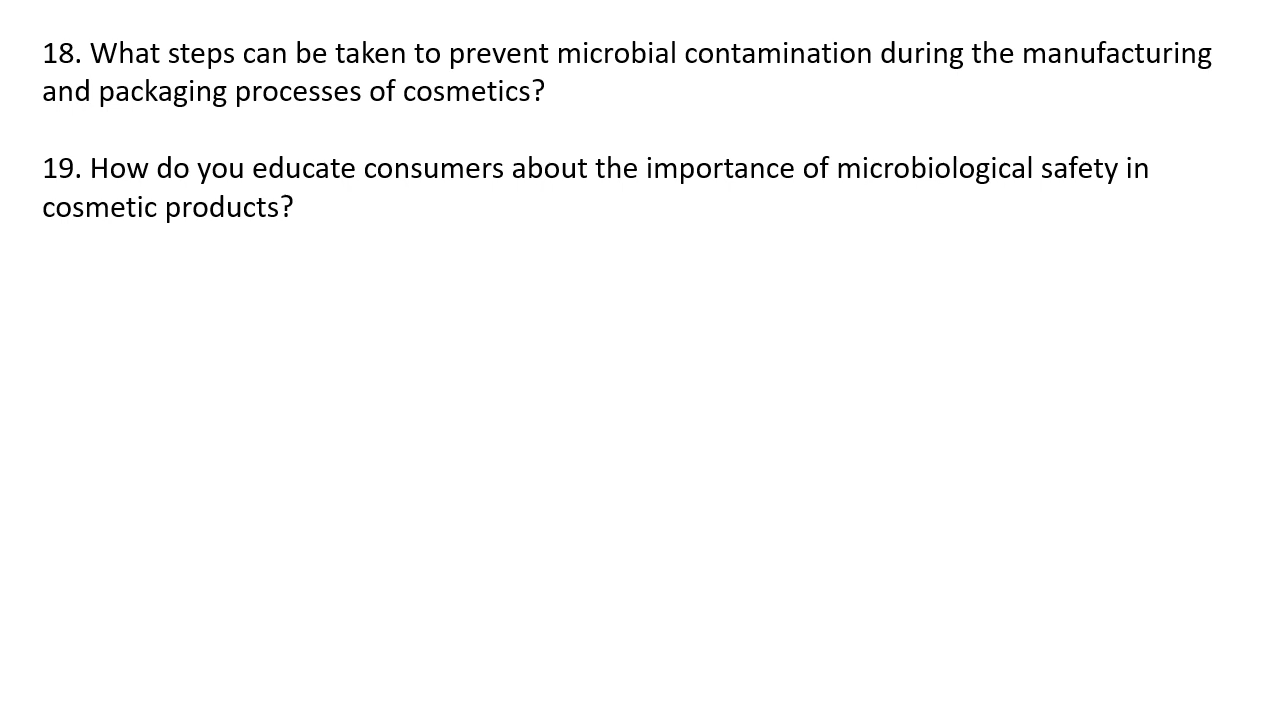 18. What steps can be taken to prevent microbial contamination during the manufacturing
and packaging processes of cosmetics?
19. How do you educate consumers about the importance of microbiological safety in
cosmetic products?